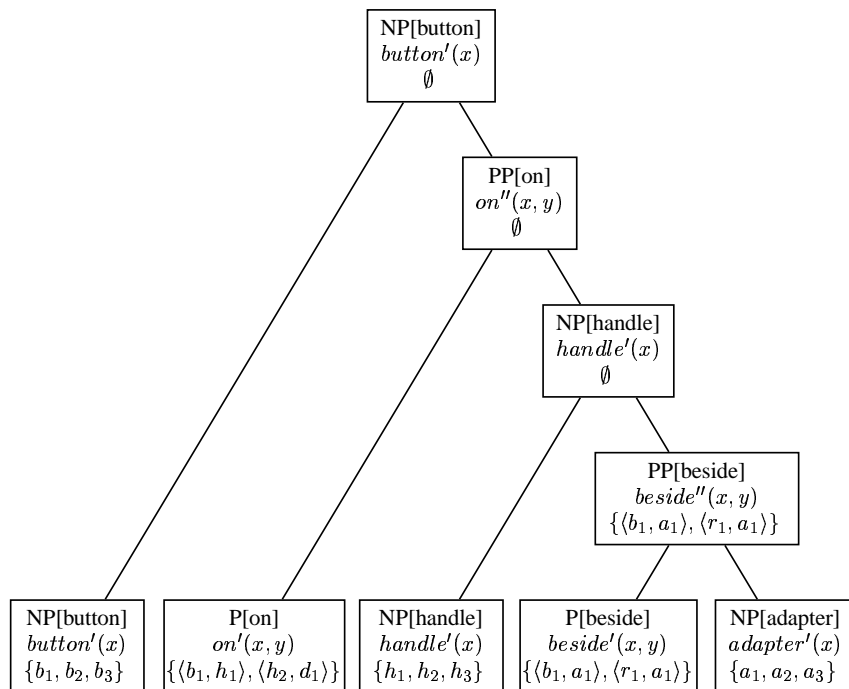 NP[button]
button′(x)
∅
PP[on]
on′′(x, y)
∅
NP[handle]
handle′(x)
∅
PP[beside]
beside′′(x, y)
{⟨b₁, a₁⟩, ⟨r₁, a₁⟩}
NP[button]
button′(x)
{b₁, b₂, b₃}
P[on]
on′(x, y)
{⟨b₁, h₁⟩, ⟨h₂, d₁⟩}
NP[handle]
handle′(x)
{h₁, h₂, h₃}
P[beside]
beside′(x, y)
{⟨b₁, a₁⟩, ⟨r₁, a₁⟩}
NP[adapter]
adapter′(x)
{a₁, a₂, a₃}